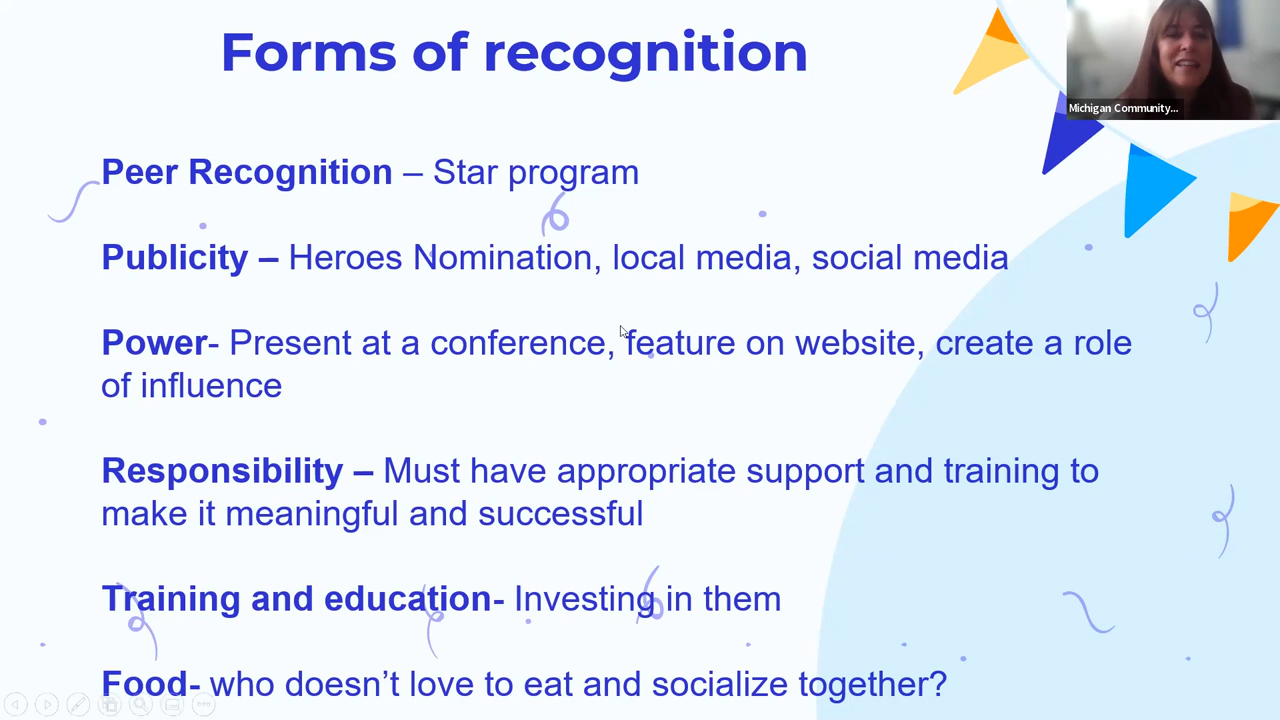 Forms of recognition
Michigan Community...
Peer Recognition – Star program
Publicity – Heroes Nomination, local media, social media
Power- Present at a conference, feature on website, create a role
of influence
Responsibility – Must have appropriate support and training to
make it meaningful and successful
Training and education- Investing in them
Food- who doesn’t love to eat and socialize together?